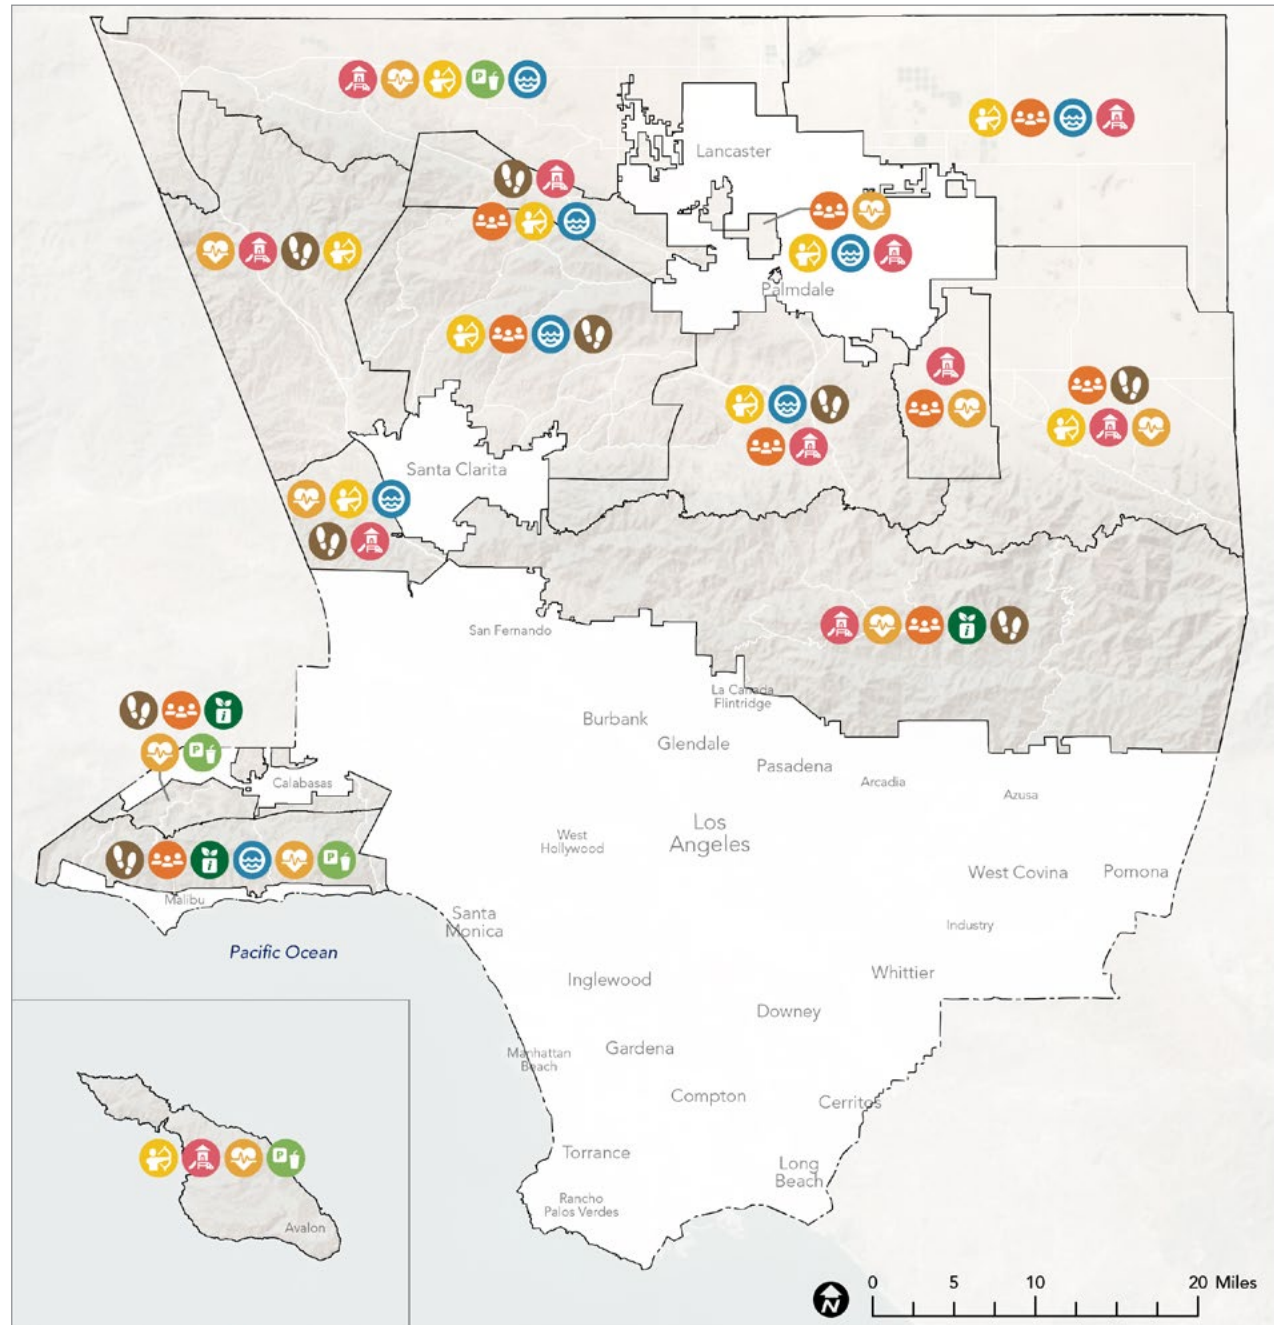 Lancaster
Palmdale
Santa Clarita
San Fernando
La Cañada
Flintridge
Burbank
Glendale
Pasadena
Arcadia
Azusa
Calabasas
West
Hollywood
Los
Angeles
West Covina
Pomona
Malibu
Santa
Monica
Industry
Pacific Ocean
Whittier
Inglewood
Downey
Manhattan
Beach
Gardena
Compton
Cerritos
Torrance
Long
Beach
Rancho
Palos Verdes
Avalon
P
i
P
i
P
P
N
0 5 10 20 Miles